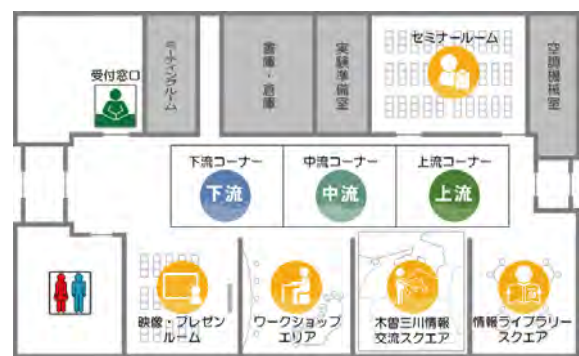 受付窓口
ミーティングルーム
書庫・倉庫
実験準備室
セミナールーム
空調機械室
下流コーナー
下流
中流コーナー
中流
上流コーナー
上流
映像・プレゼン
ルーム
ワークショップ
エリア
木曽三川情報
交流スクエア
情報ライブラリー
スクエア